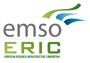 emso
ERIC
EUROPEAN RESEARCH INFRASTRUCTURE CONSORTIUM